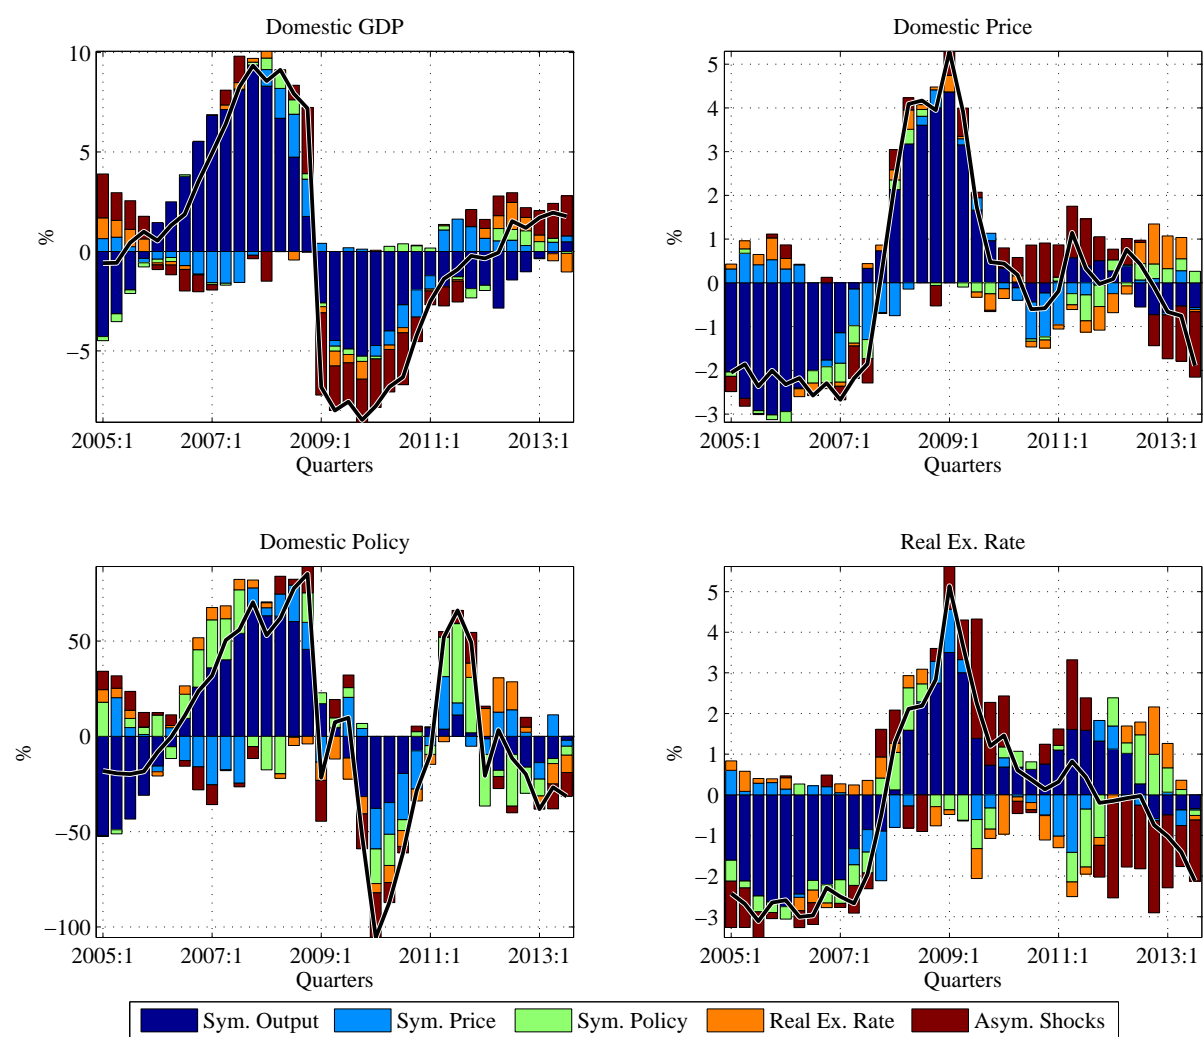 Domestic GDP
10
5
0
−5
%
2005:1 2007:1 2009:1 2011:1 2013:1
Quarters
Domestic Price
5
4
3
2
1
0
−1
−2
−3
%
2005:1 2007:1 2009:1 2011:1 2013:1
Quarters
Domestic Policy
50
0
−50
−100
%
2005:1 2007:1 2009:1 2011:1 2013:1
Quarters
Real Ex. Rate
5
4
3
2
1
0
−1
−2
−3
%
2005:1 2007:1 2009:1 2011:1 2013:1
Quarters
Sym. Output Sym. Price Sym. Policy Real Ex. Rate Asym. Shocks